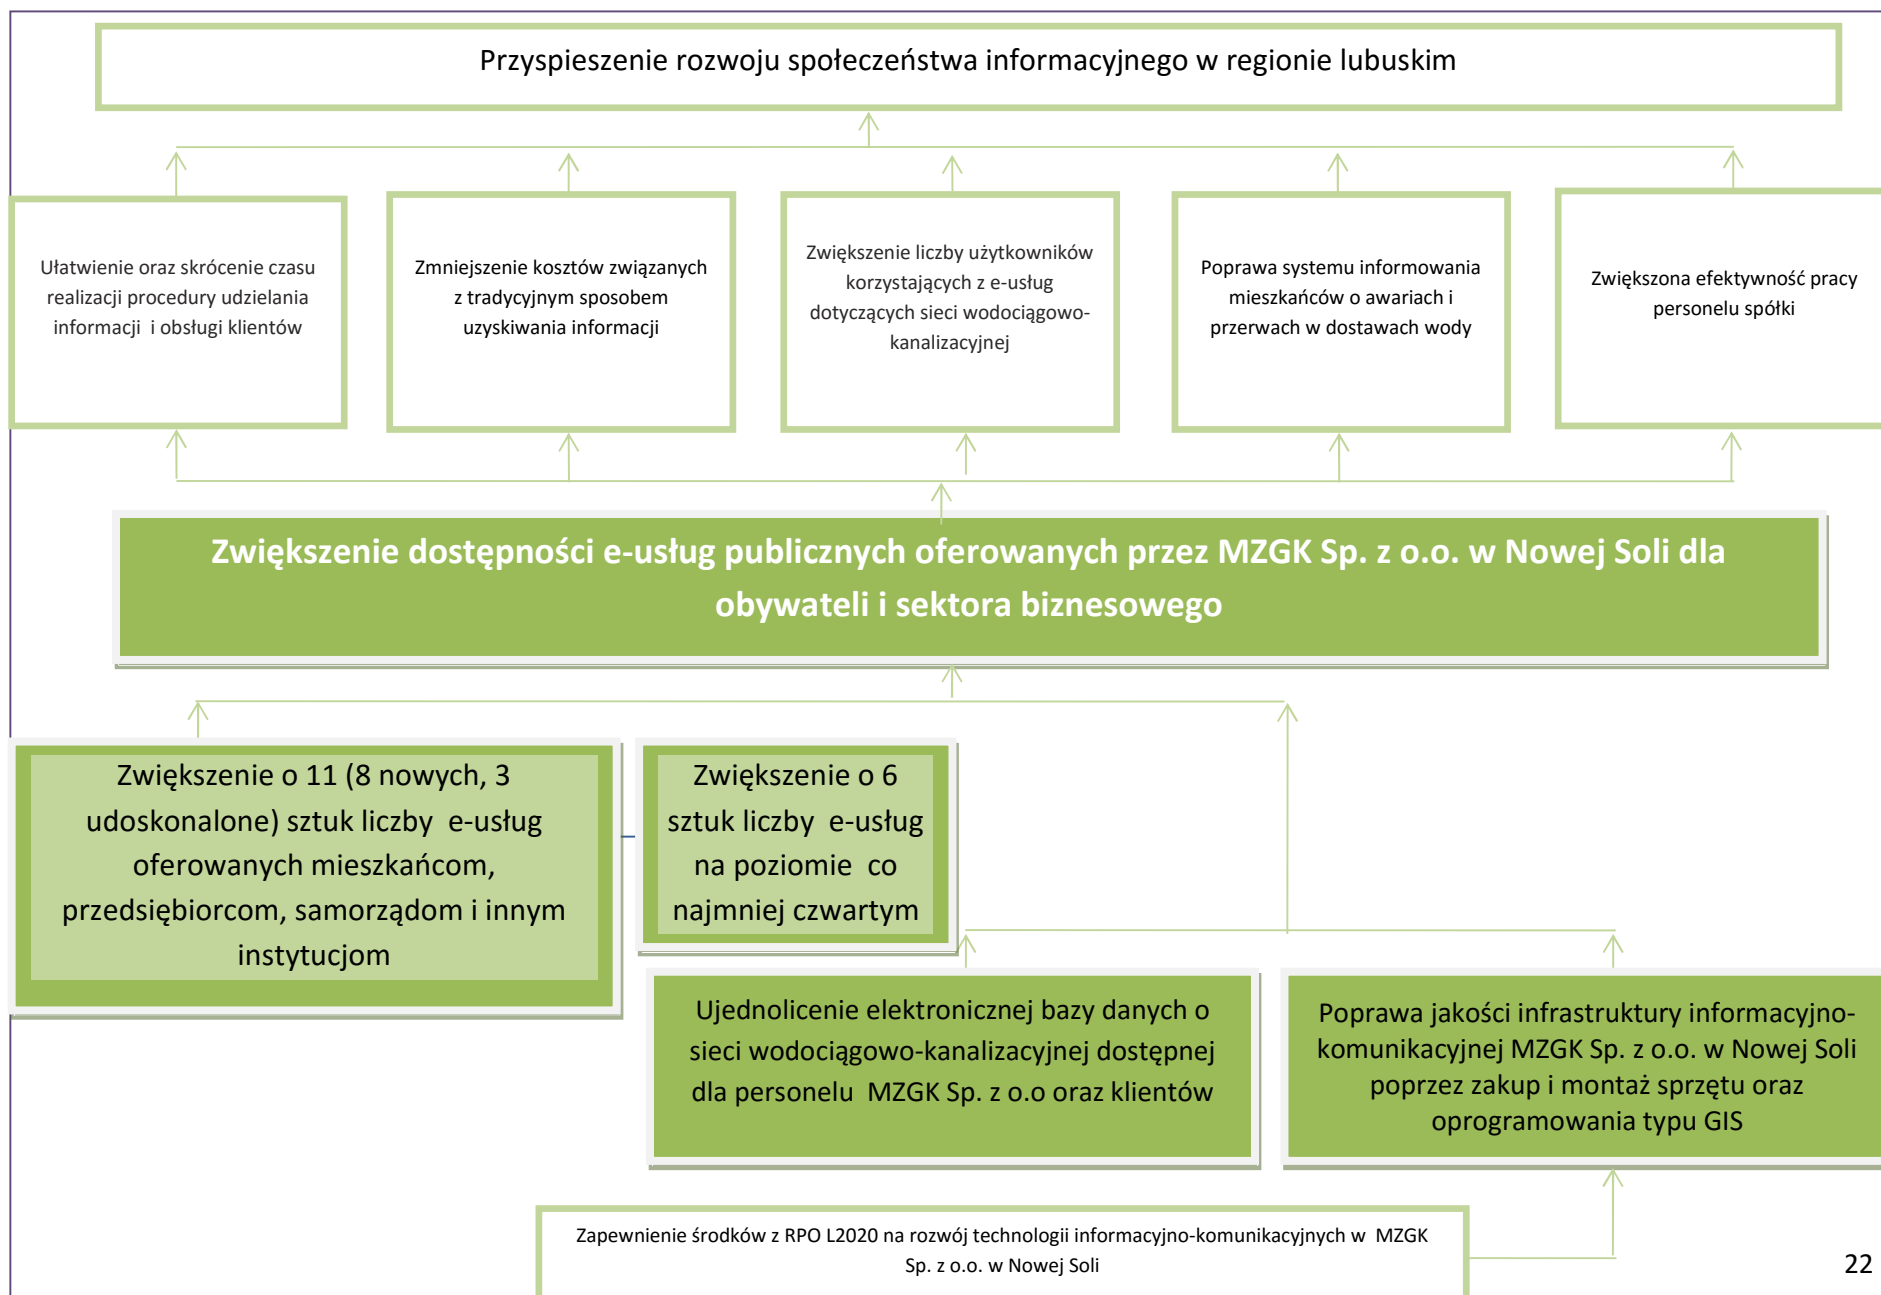 Przyspieszenie rozwoju społeczeństwa informacyjnego w regionie lubuskim
Ułatwienie oraz skrócenie czasu
realizacji procedury udzielania
informacji i obsługi klientów
Zmniejszenie kosztów związanych
z tradycyjnym sposobem
uzyskiwania informacji
Zwiększenie liczby użytkowników
korzystających z e-usług
dotyczących sieci wodociągowo-
kanalizacyjnej
Poprawa systemu informowania
mieszkańców o awariach i
przerwach w dostawach wody
Zwiększona efektywność pracy
personelu spółki
Zwiększenie dostępności e-usług publicznych oferowanych przez MZGK Sp. z o.o. w Nowej Soli dla
obywateli i sektora biznesowego
Zwiększenie o 11 (8 nowych, 3
udoskonalone) sztuk liczby e-usług
oferowanych mieszkańcom,
przedsiębiorcom, samorządom i innym
instytucjom
Zwiększenie o 6
sztuk liczby e-usług
na poziomie co
najmniej czwartym
Ujednolicenie elektronicznej bazy danych o
sieci wodociągowo-kanalizacyjnej dostępnej
dla personelu MZGK Sp. z o.o oraz klientów
Poprawa jakości infrastruktury informacyjno-
komunikacyjnej MZGK Sp. z o.o. w Nowej Soli
poprzez zakup i montaż sprzętu oraz
oprogramowania typu GIS
Zapewnienie środków z RPO L2020 na rozwój technologii informacyjno-komunikacyjnych w MZGK
Sp. z o.o. w Nowej Soli
22